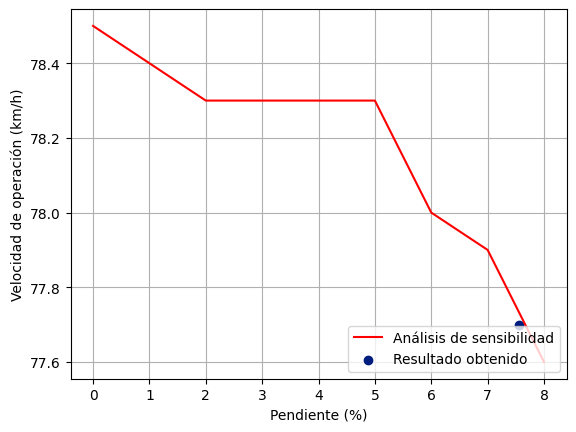 78.4
78.2
78.0
77.8
77.6
Velocidad de operación (km/h)
Análisis de sensibilidad
Resultado obtenido
0 1 2 3 4 5 6 7 8
Pendiente (%)